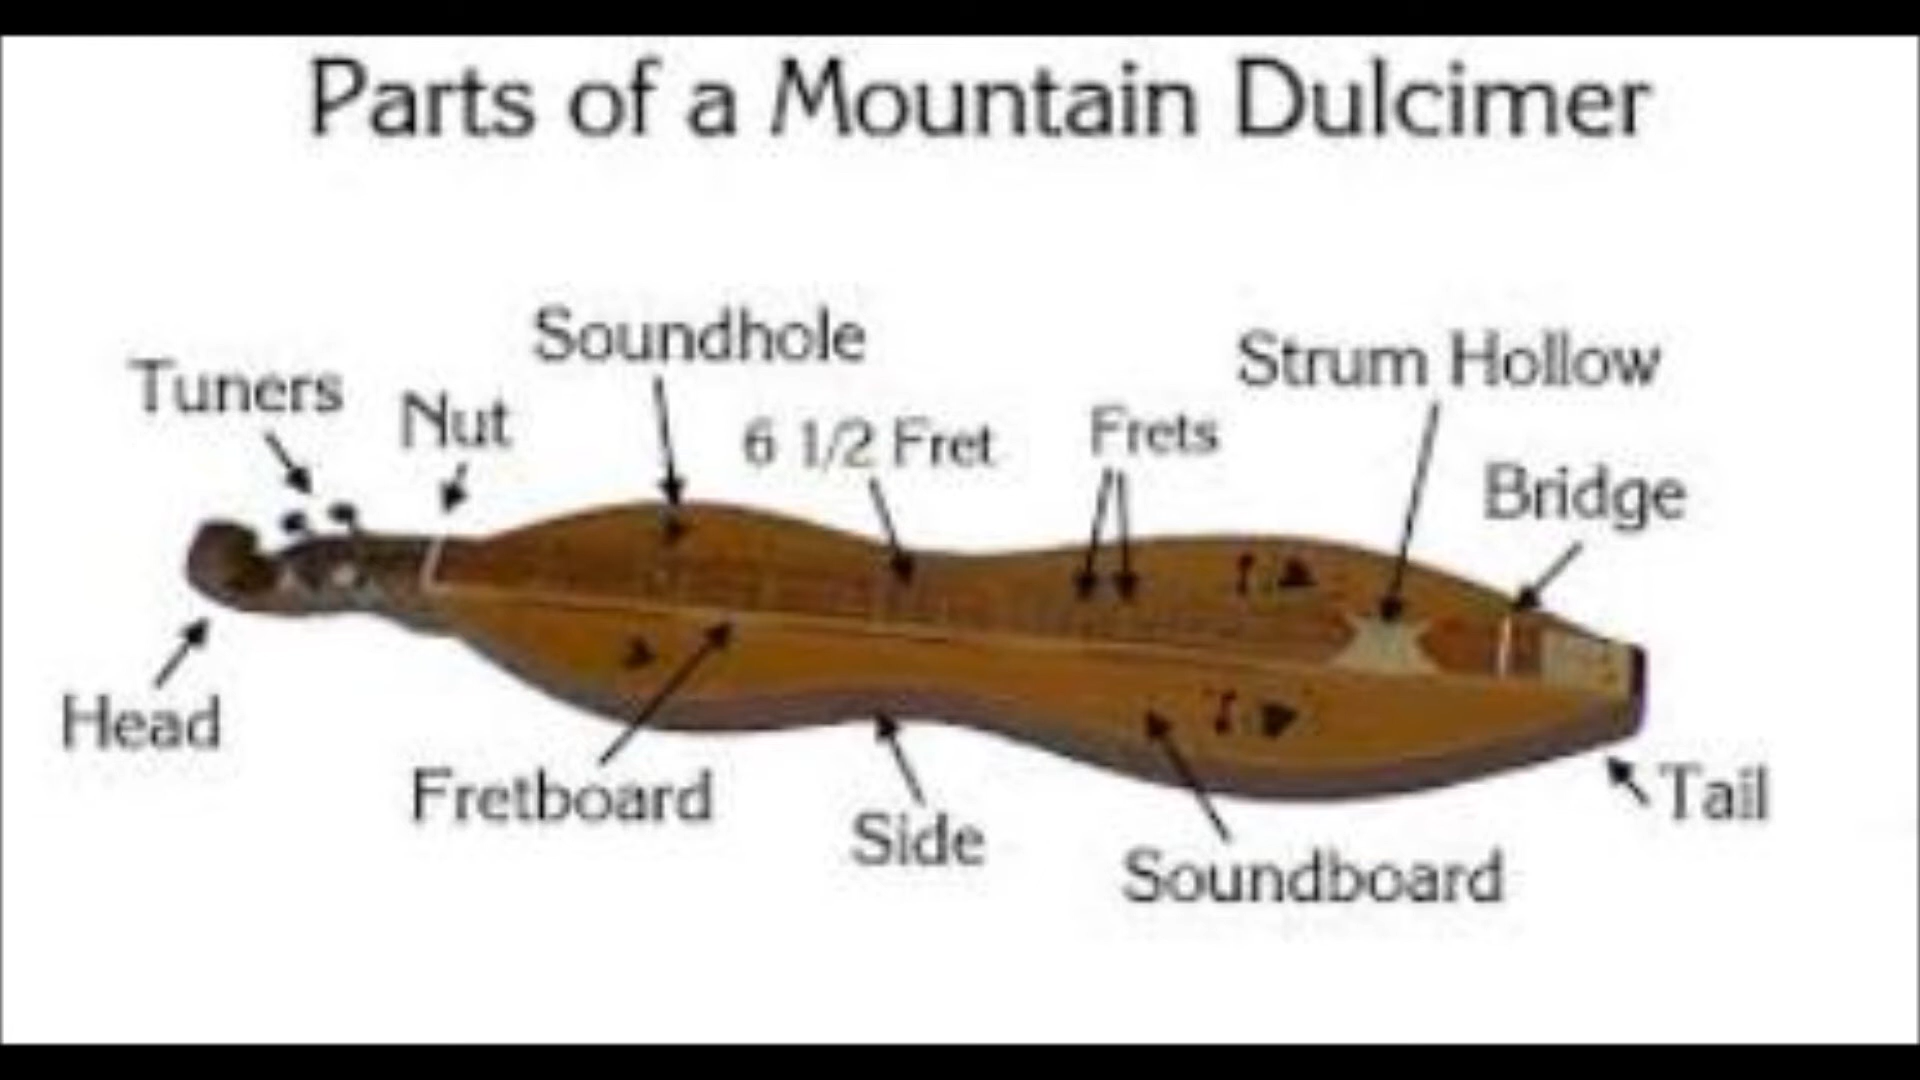 Parts of a Mountain Dulcimer
Soundhole
Strum Hollow
Tuners
Nut
6 1/2 Fret
Frets
Bridge
Head
Fretboard
Side
Soundboard
Tail